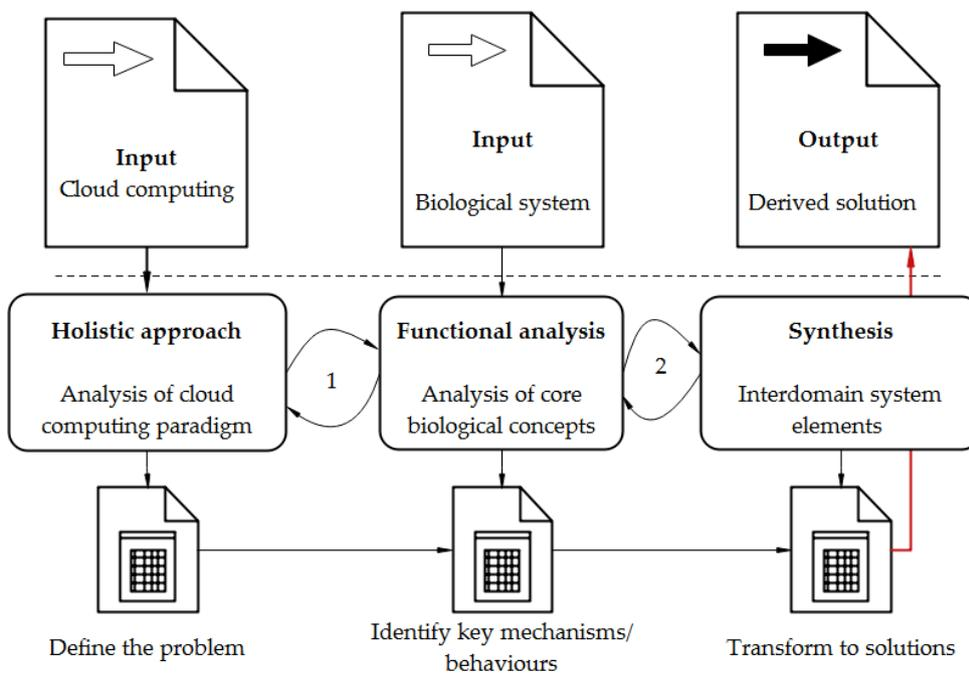 Input
Cloud computing
Input
Biological system
Output
Derived solution
Holistic approach
Analysis of cloud
computing paradigm
1
Functional analysis
Analysis of core
biological concepts
2
Synthesis
Interdomain system
elements
Define the problem
Identify key mechanisms/
behaviours
Transform to solutions